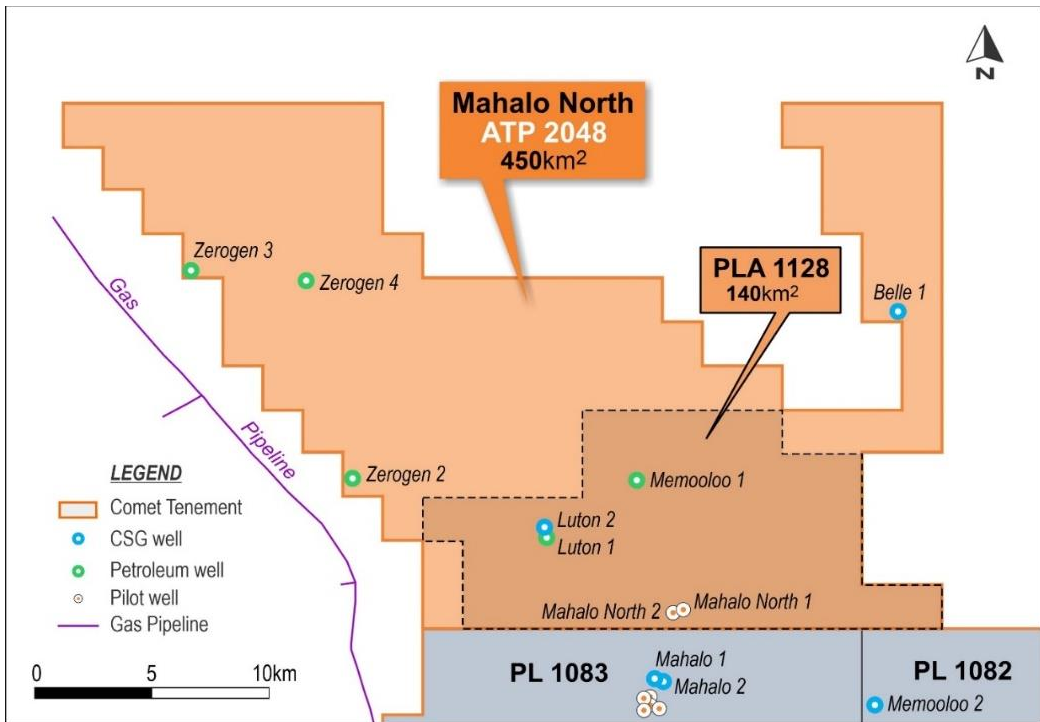 N
Mahalo North
ATP 2048
450km²
Zerogen 3
Zerogen 4
PLA 1128
140km²
Belle 1
Gas
Pipeline
Zerogen 2
Memooloo 1
LEGEND
Comet Tenement
CSG well
Petroleum well
Pilot well
Gas Pipeline
Luton 2
Luton 1
Mahalo North 2
Mahalo North 1
0 5 10km
PL 1083
Mahalo 1
Mahalo 2
PL 1082
Memooloo 2